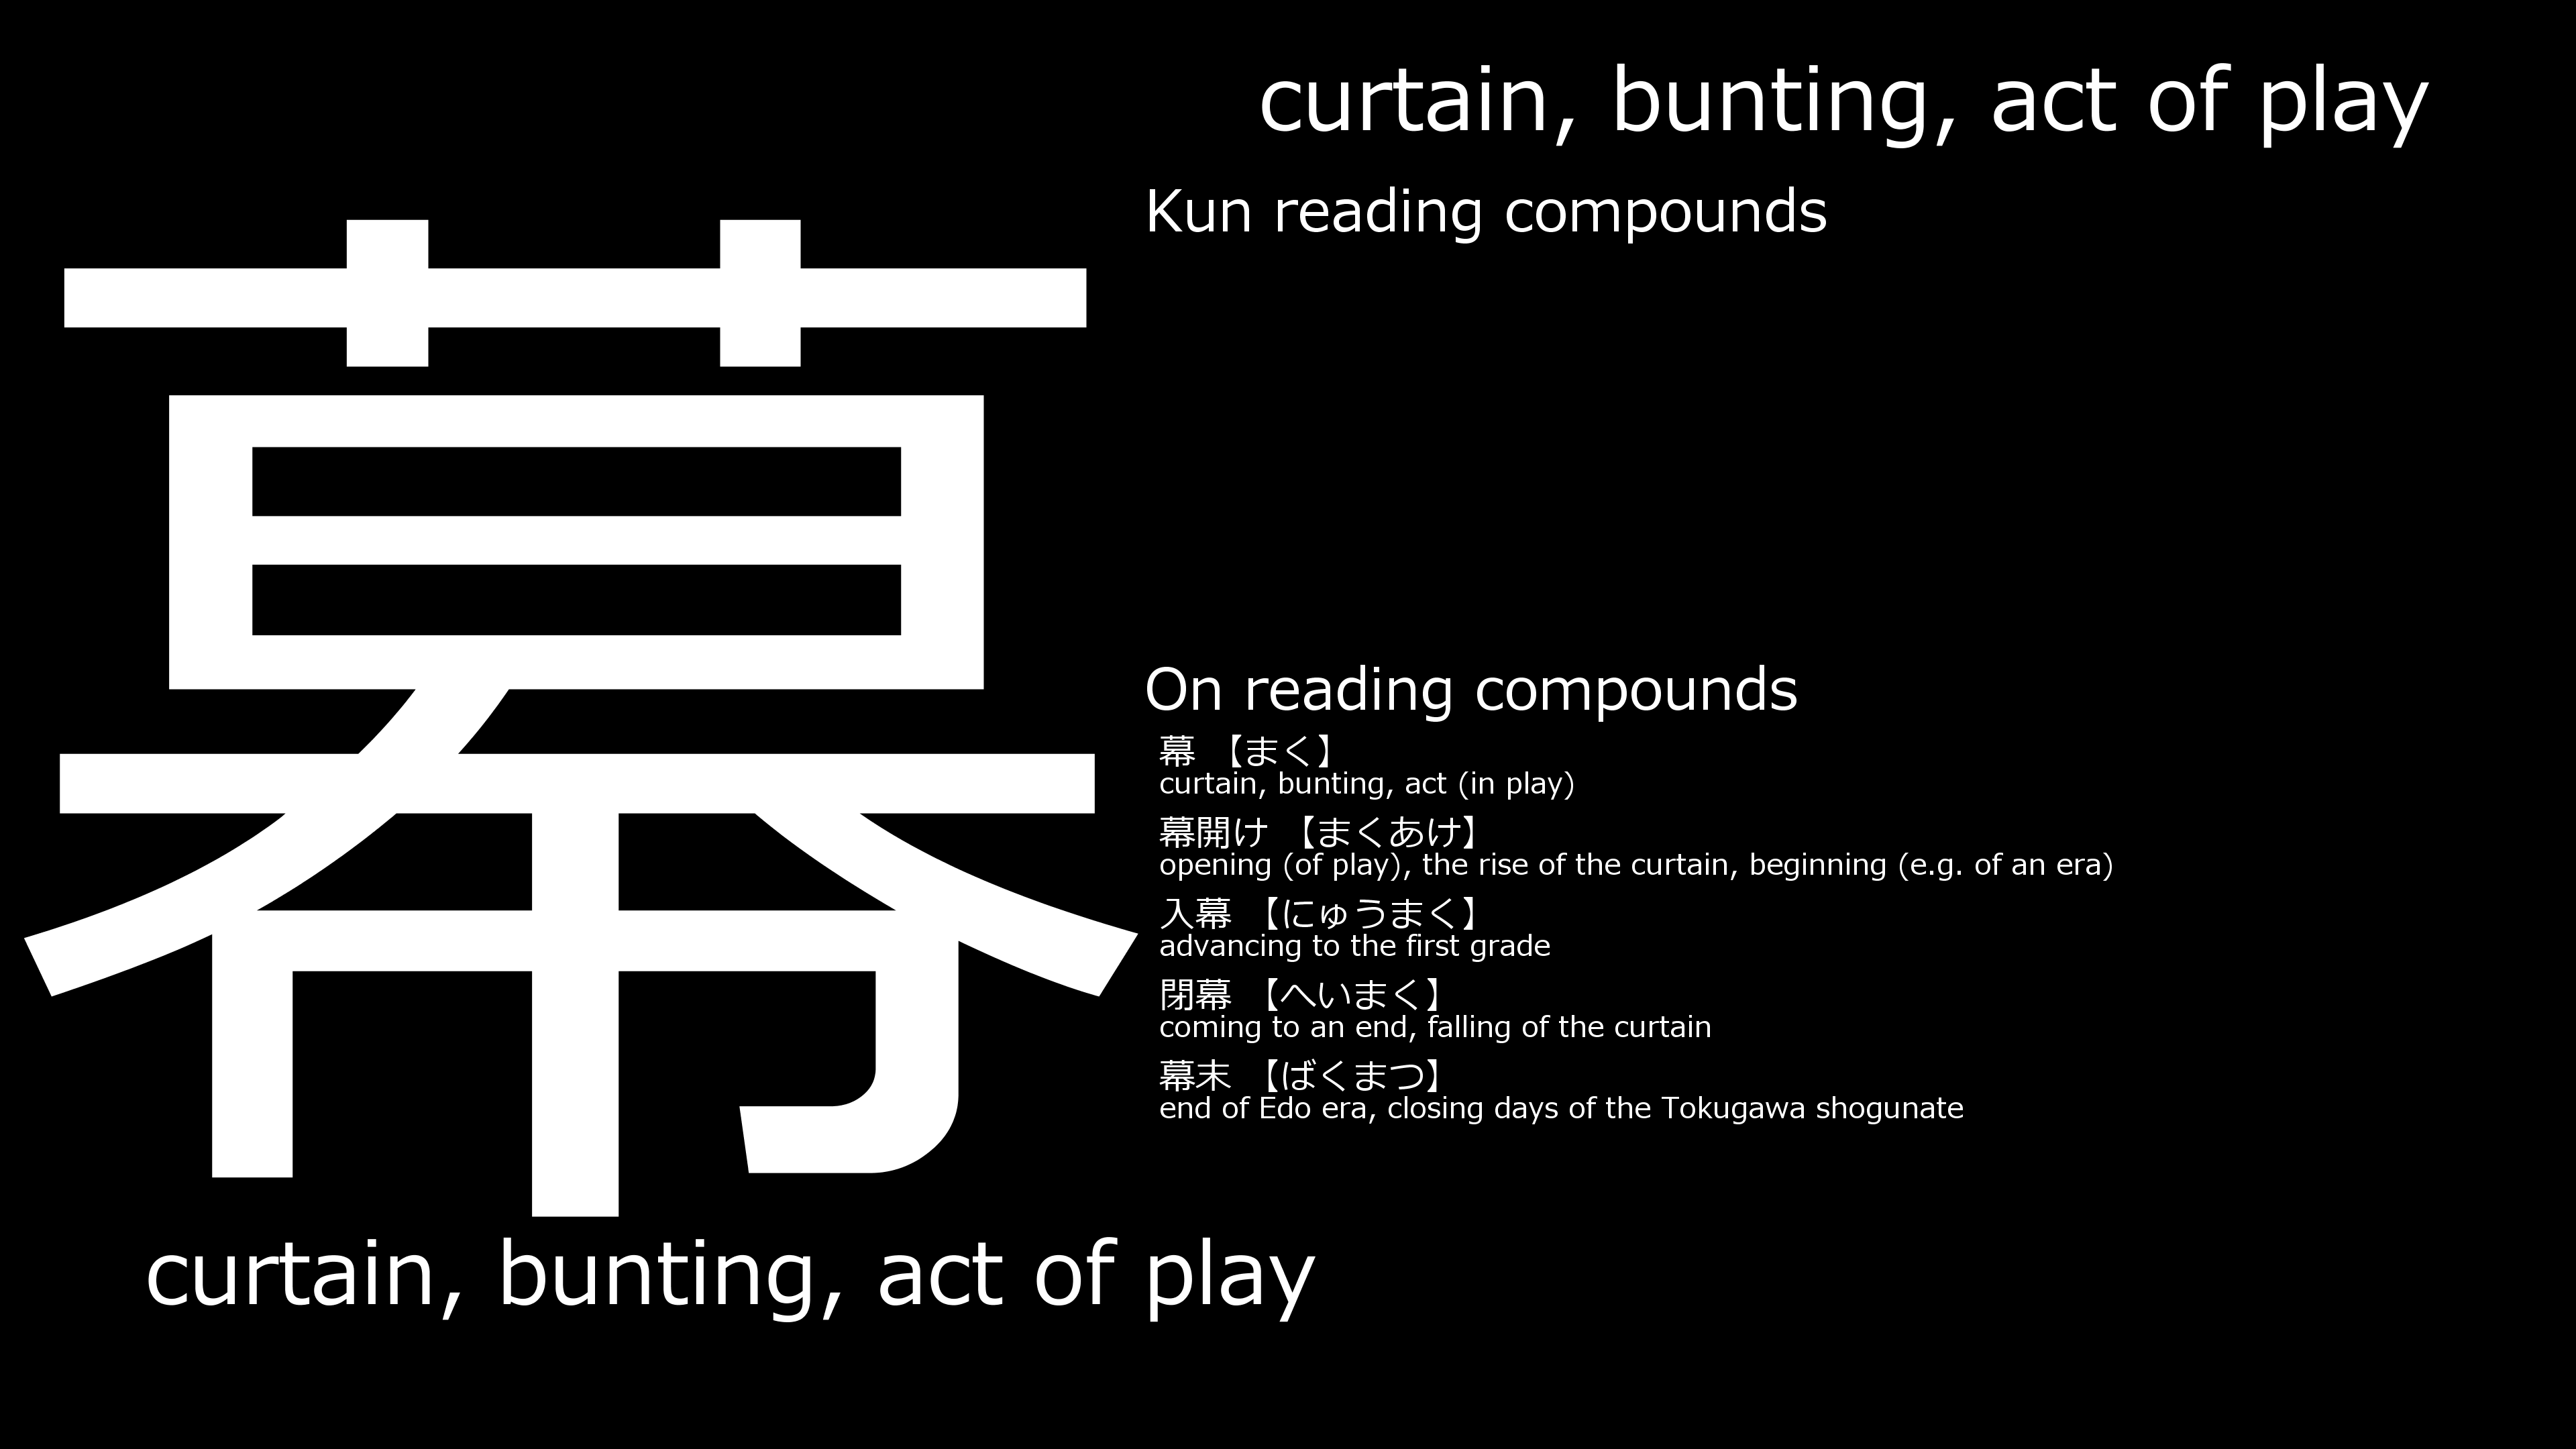 curtain, bunting, act of play
Kun reading compounds
幕
On reading compounds
幕 【まく】
curtain, bunting, act (in play)
幕開け 【まくあけ】
opening (of play), the rise of the curtain, beginning (e.g. of an era)
入幕 【にゅうまく】
advancing to the first grade
閉幕 【へいまく】
coming to an end, falling of the curtain
幕末 【ばくまつ】
end of Edo era, closing days of the Tokugawa shogunate
curtain, bunting, act of play